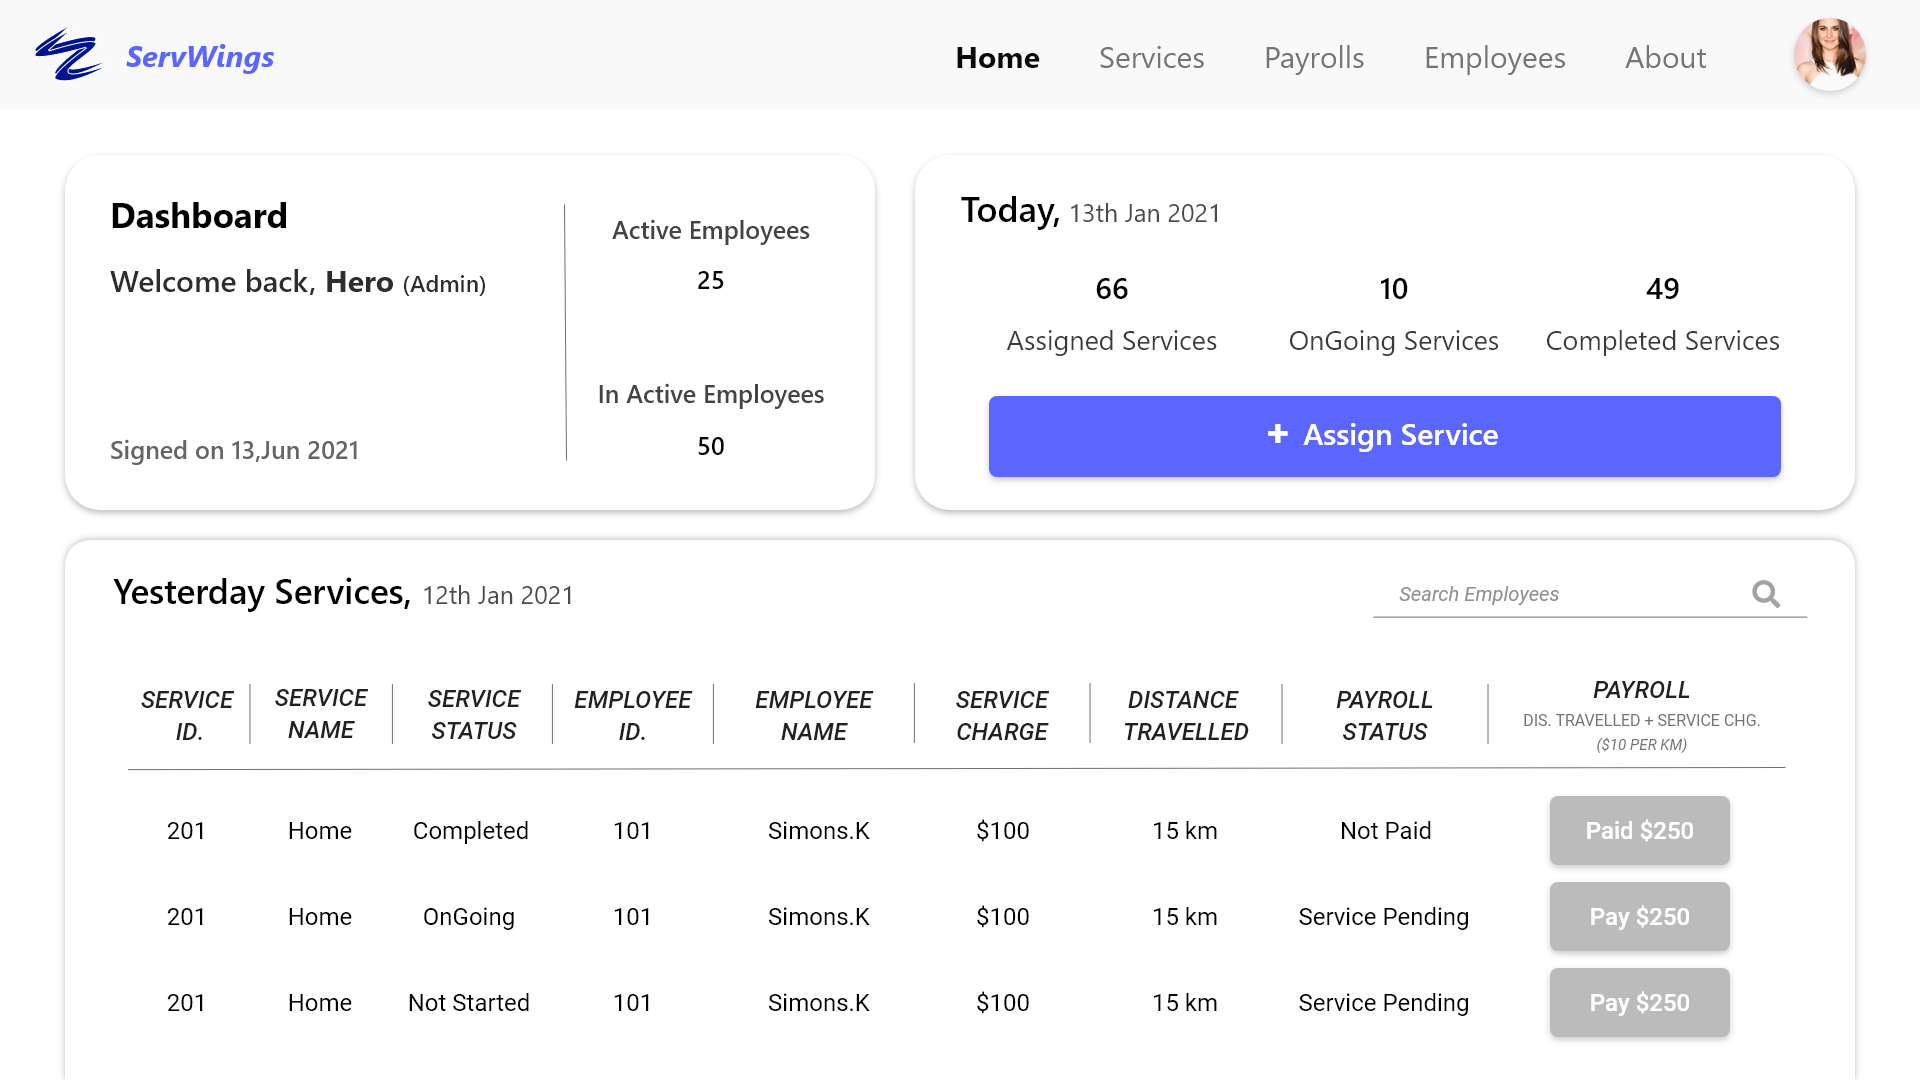 ServWings
Home Services Payrolls Employees About
Dashboard
Welcome back, Hero (Admin)
Signed on 13,Jun 2021
Active Employees
25
In Active Employees
50
Today, 13th Jan 2021
66 10 49
Assigned Services OnGoing Services Completed Services
+ Assign Service
Yesterday Services, 12th Jan 2021
Search Employees
SERVICE ID. SERVICE NAME SERVICE STATUS EMPLOYEE ID. EMPLOYEE NAME SERVICE CHARGE DISTANCE TRAVELLED PAYROLL STATUS PAYROLL
DIS. TRAVELLED + SERVICE CHG.
($10 PER KM)
201 Home Completed 101 Simons.K $100 15 km Not Paid Paid $250
201 Home OnGoing 101 Simons.K $100 15 km Service Pending Pay $250
201 Home Not Started 101 Simons.K $100 15 km Service Pending Pay $250